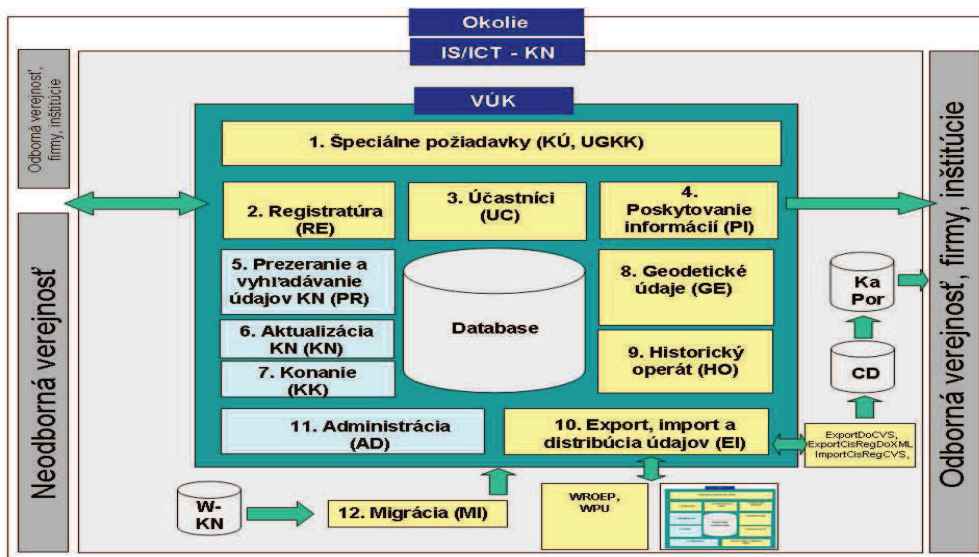 Okolie
IS/ICT - KN
VÚK
Odborná verejnosť,
firmy, inštitúcie
Neodborná verejnosť
1. Špeciálne požiadavky (KÚ, UGKK)
2. Registratúra
(RE)
3. Účastníci
(UC)
4.
Poskytovanie
informácií (PI)
5. Prezeranie a
vyhľadávanie
údajov KN (PR)
6. Aktualizácia
KN (KN)
7. Konanie
(KK)
Database
8. Geodetické
údaje (GE)
9. Historický
operát (HO)
11. Administrácia
(AD)
10. Export, import a
distribúcia údajov (EI)
Ka
Por
CD
ExportDoCVS,
ExportCisRegDoXML
ImportCisRegCVS,
W-
KN
12. Migrácia (MI)
WROEP,
WPU
Odborná verejnosť, firmy, inštitúcie